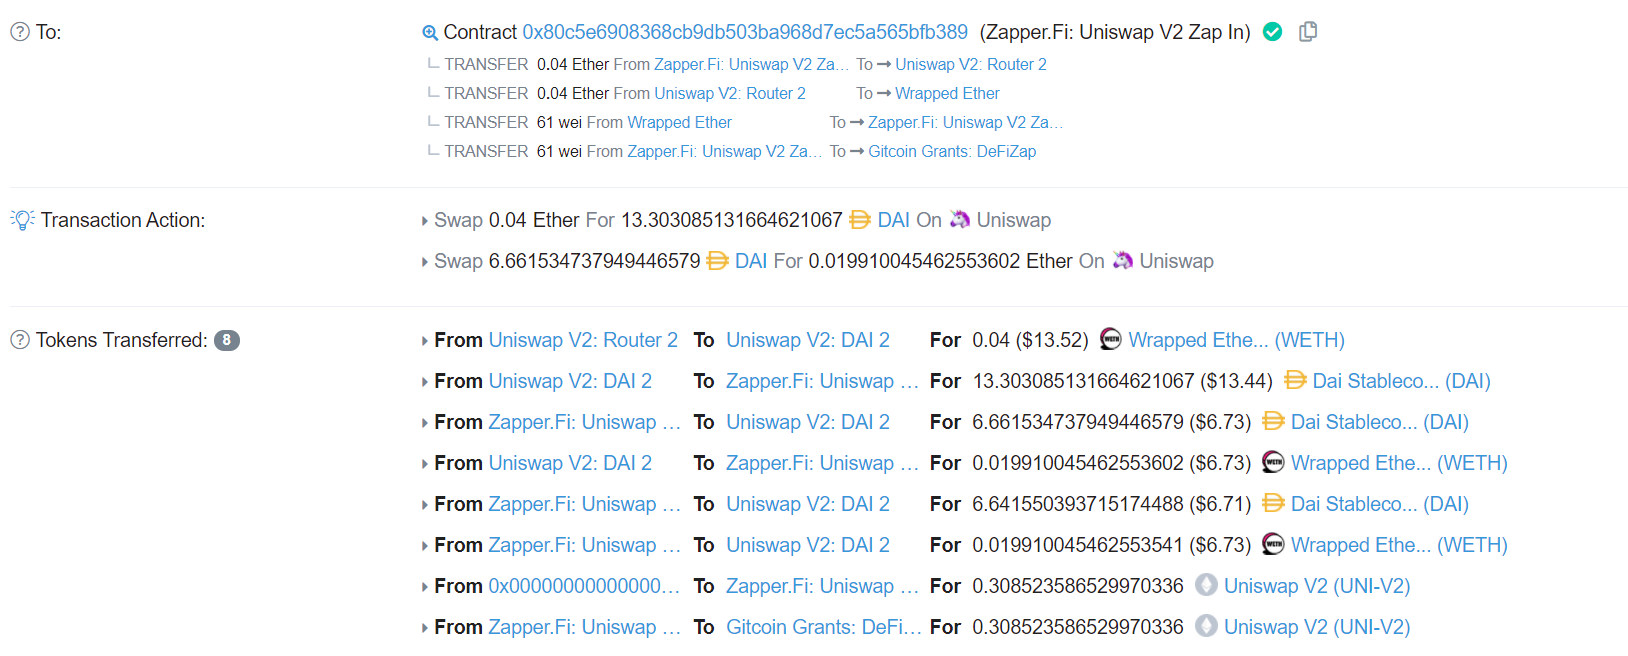 To: Contract 0x80c5e6908368cb9db503ba968d7ec5a565bfb389 (Zapper.Fi: Uniswap V2 Zap In)
TRANSFER 0.04 Ether From Zapper.Fi: Uniswap V2 Za... To → Uniswap V2: Router 2
TRANSFER 0.04 Ether From Uniswap V2: Router 2 To → Wrapped Ether
TRANSFER 61 wei From Wrapped Ether To → Zapper.Fi: Uniswap V2 Za...
TRANSFER 61 wei From Zapper.Fi: Uniswap V2 Za... To → Gitcoin Grants: DeFiZap
Transaction Action: Swap 0.04 Ether For 13.303085131664621067 DAI On Uniswap
Swap 6.661534737949446579 DAI For 0.019910045462553602 Ether On Uniswap
Tokens Transferred: 8 From Uniswap V2: Router 2 To Uniswap V2: DAI 2 For 0.04 ($13.52) Wrapped Ethe... (WETH)
From Uniswap V2: DAI 2 To Zapper.Fi: Uniswap ... For 13.303085131664621067 ($13.44) Dai Stableco... (DAI)
From Zapper.Fi: Uniswap ... To Uniswap V2: DAI 2 For 6.661534737949446579 ($6.73) Dai Stableco... (DAI)
From Uniswap V2: DAI 2 To Zapper.Fi: Uniswap ... For 0.019910045462553602 ($6.73) Wrapped Ethe... (WETH)
From Zapper.Fi: Uniswap ... To Uniswap V2: DAI 2 For 6.641550393715174488 ($6.71) Dai Stableco... (DAI)
From Zapper.Fi: Uniswap ... To Uniswap V2: DAI 2 For 0.019910045462553541 ($6.73) Wrapped Ethe... (WETH)
From 0x00000000000000... To Zapper.Fi: Uniswap ... For 0.308523586529970336 Uniswap V2 (UNI-V2)
From Zapper.Fi: Uniswap ... To Gitcoin Grants: DeFi... For 0.308523586529970336 Uniswap V2 (UNI-V2)